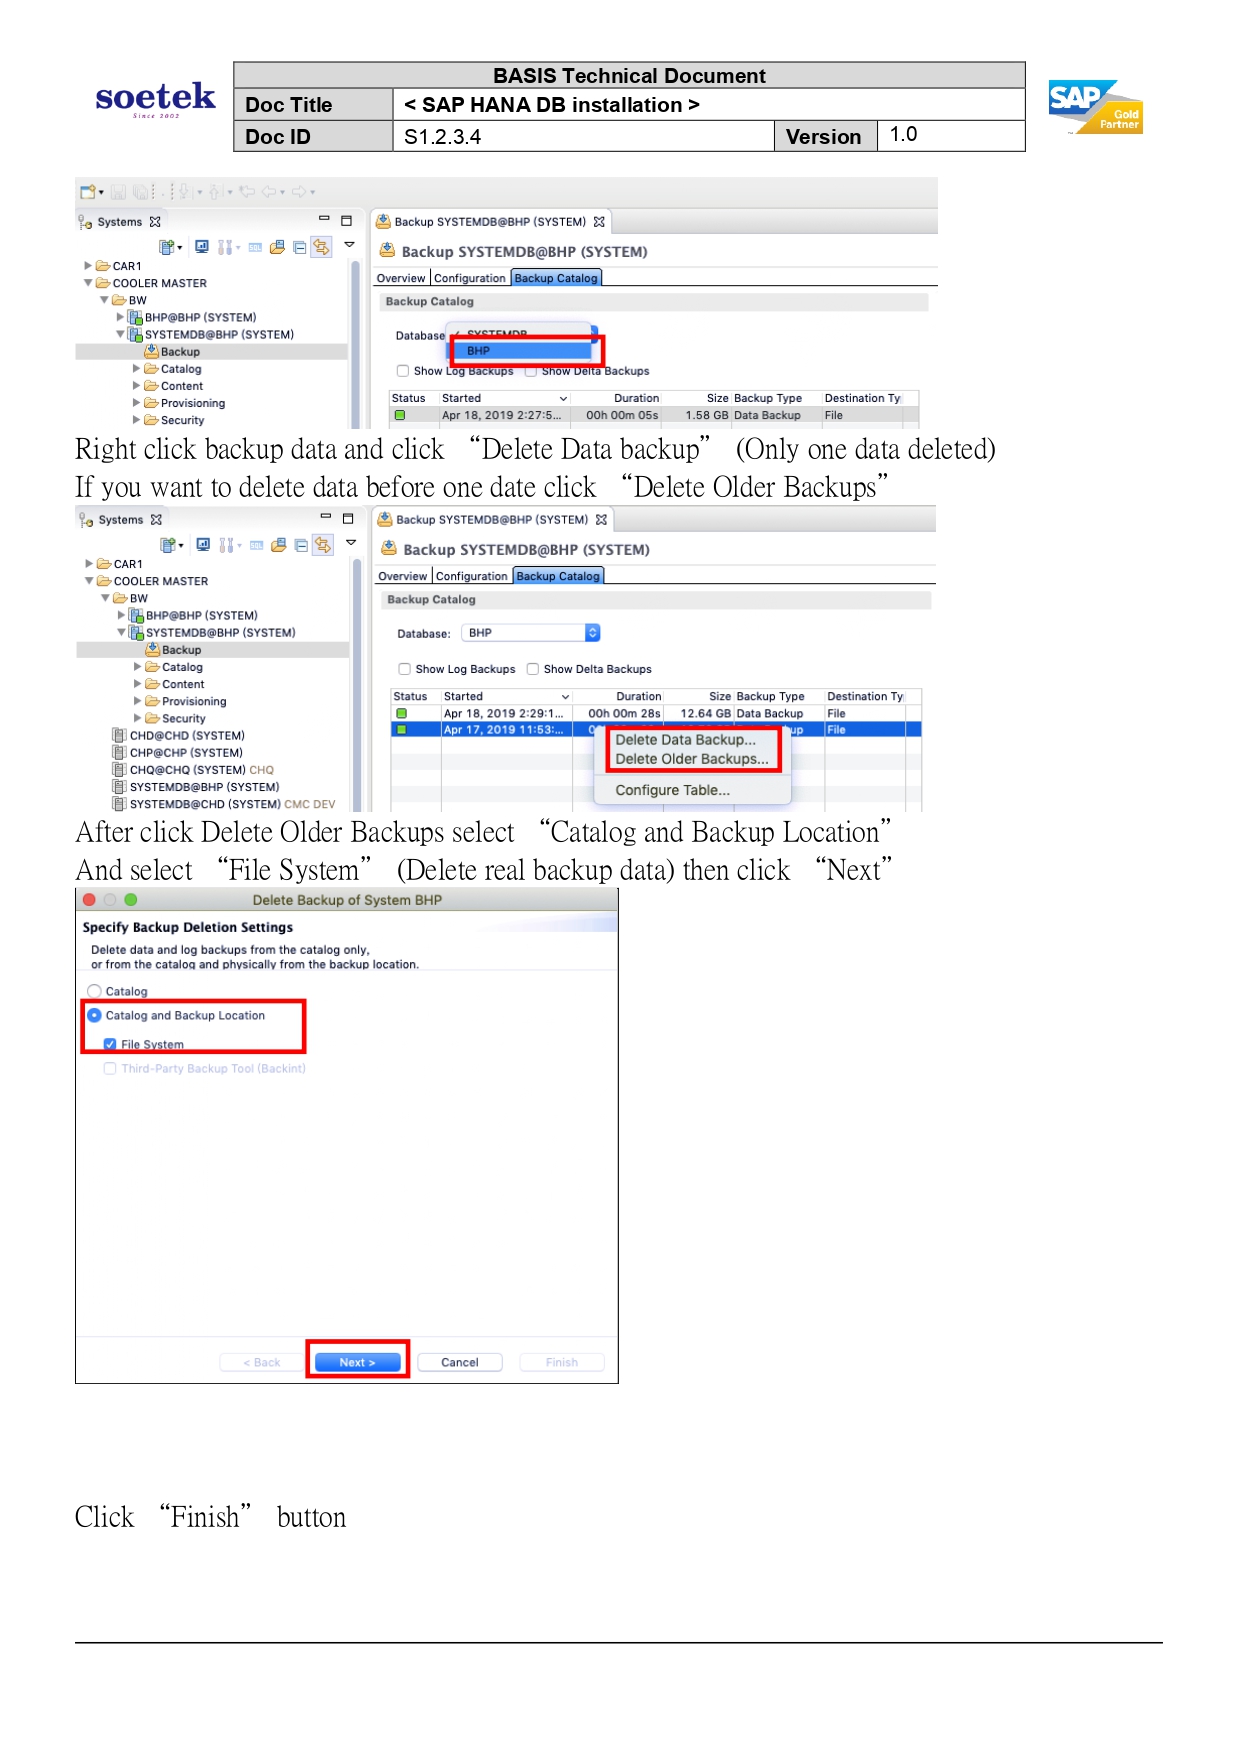 soetek
Since 2002
BASIS Technical Document
Doc Title < SAP HANA DB installation >
Doc ID S1.2.3.4 Version 1.0
SAP Gold Partner
Systems
Backup SYSTEMDB@BHP (SYSTEM)
Backup SYSTEMDB@BHP (SYSTEM)
CAR1
COOLER MASTER
BW
BHP@BHP (SYSTEM)
SYSTEMDB@BHP (SYSTEM)
Backup
Catalog
Content
Provisioning
Security
Overview Configuration Backup Catalog
Backup Catalog
Database SYSTEMDB
BHP
Show Log Backups Show Delta Backups
Status Started Duration Size Backup Type Destination Ty
Apr 18, 2019 2:27:5... 00h 00m 05s 1.58 GB Data Backup File
Right click backup data and click “Delete Data backup” (Only one data deleted)
If you want to delete data before one date click “Delete Older Backups”
Systems
Backup SYSTEMDB@BHP (SYSTEM)
Backup SYSTEMDB@BHP (SYSTEM)
CAR1
COOLER MASTER
BW
BHP@BHP (SYSTEM)
SYSTEMDB@BHP (SYSTEM)
Backup
Catalog
Content
Provisioning
Security
CHD@CHD (SYSTEM)
CHP@CHP (SYSTEM)
CHQ@CHQ (SYSTEM) CHQ
SYSTEMDB@BHP (SYSTEM)
SYSTEMDB@CHD (SYSTEM) CMC DEV
Overview Configuration Backup Catalog
Backup Catalog
Database: BHP
Show Log Backups Show Delta Backups
Status Started Duration Size Backup Type Destination Ty
Apr 18, 2019 2:29:1... 00h 00m 28s 12.64 GB Data Backup File
Apr 17, 2019 11:53:... File
Delete Data Backup...
Delete Older Backups...
Configure Table...
After click Delete Older Backups select “Catalog and Backup Location”
And select “File System” (Delete real backup data) then click “Next”
Delete Backup of System BHP
Specify Backup Deletion Settings
Delete data and log backups from the catalog only,
or from the catalog and physically from the backup location.
Catalog
Catalog and Backup Location
File System
Third-Party Backup Tool (Backint)
< Back Next > Cancel Finish
Click “Finish” button